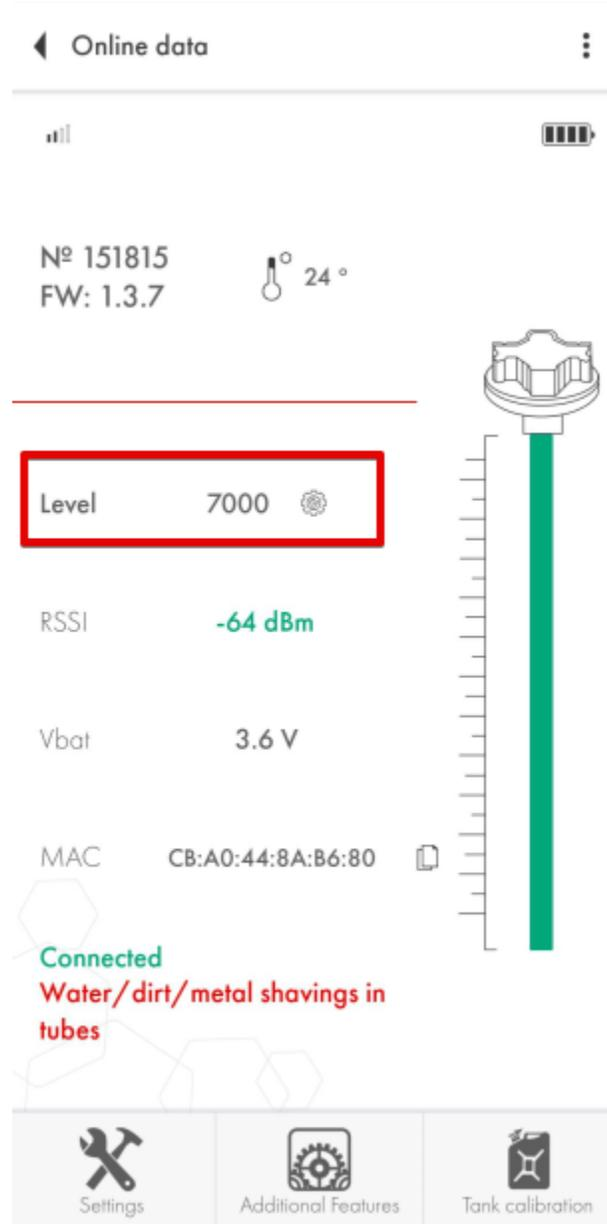 Online data
Nº 151815
FW: 1.3.7
24 °
Level 7000
RSSI -64 dBm
Vbat 3.6 V
MAC CB:A0:44:8A:B6:80
Connected
Water/dirt/metal shavings in
tubes
Settings Additional Features Tank calibration